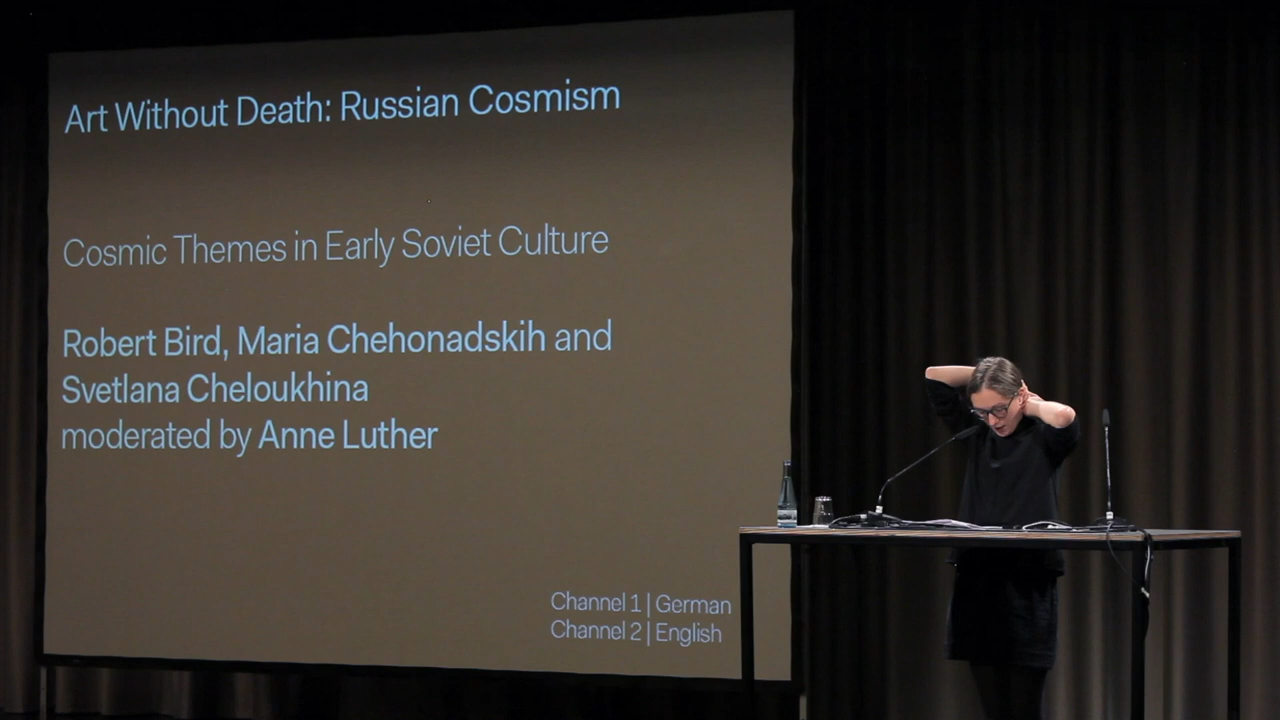 Art Without Death: Russian Cosmism
Cosmic Themes in Early Soviet Culture
Robert Bird, Maria Chehonadskih and
Svetlana Cheloukhina
moderated by Anne Luther
Channel 1 | German
Channel 2 | English